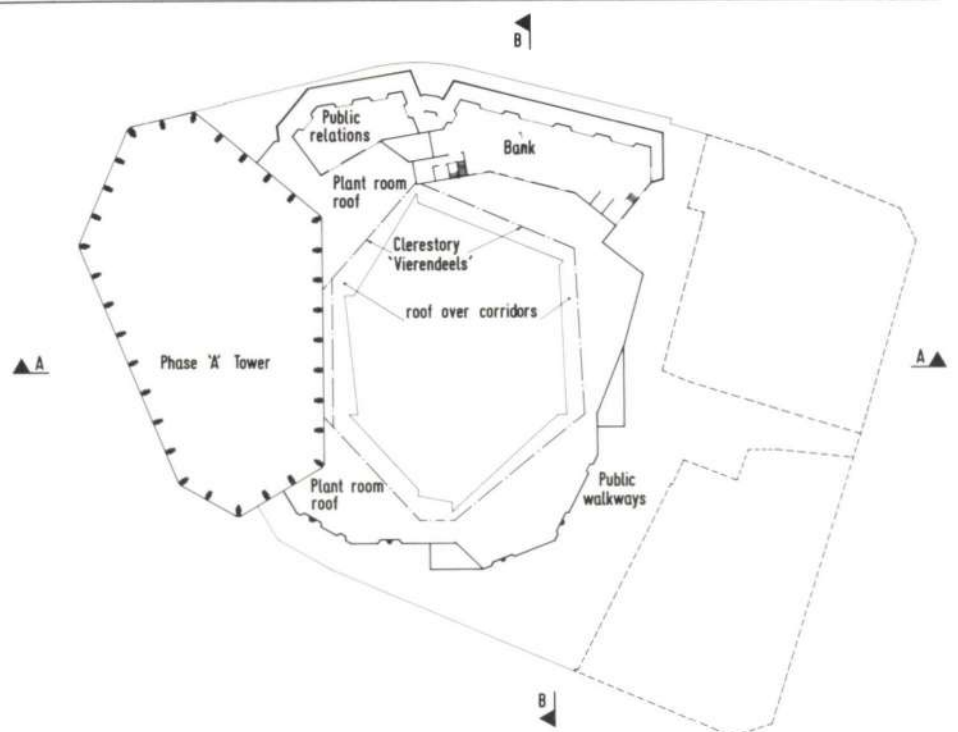 B
Public
relations
Bank
Plant room
roof
Clerestory
'Vierendeels'
roof over corridors
A
Phase 'A' Tower
A
Plant room
roof
Public
walkways
B